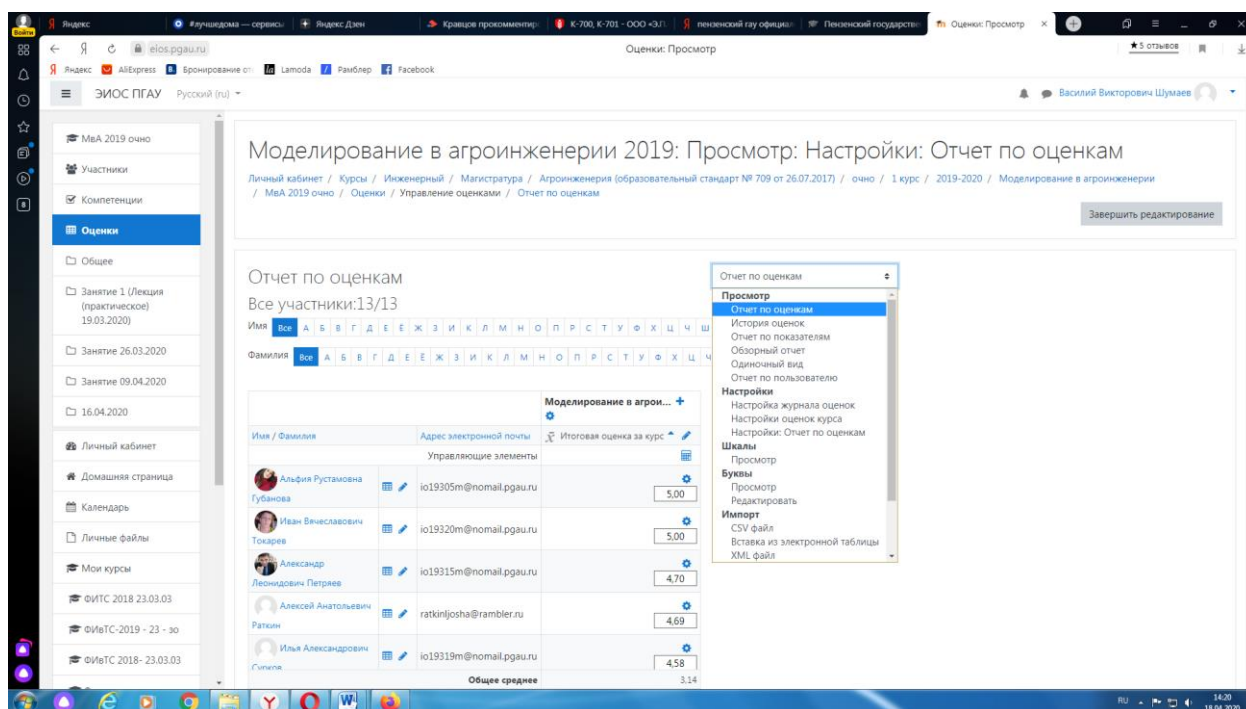 Войти
Яндекс
#лучшедома — сервисы
Яндекс.Дзен
Кравцов прокомментир
К-700, К-701 - ООО «З.П.
пензенский гау официал
Пензенский государствен
Оценки: Просмотр
elos.pgau.ru
Оценки: Просмотр
★ 5 отзывов
Яндекс AliExpress Бронирование от Lamoda Рамблер Facebook
ЭИОС ПГАУ Русский (ru)
Василий Викторович Шумаев
МвА 2019 очно
Участники
Компетенции
Оценки
Общее
Занятие 1 (Лекция
(практическое)
19.03.2020)
Занятие 26.03.2020
Занятие 09.04.2020
16.04.2020
Личный кабинет
Домашняя страница
Календарь
Личные файлы
Мои курсы
ФИТС 2018 23.03.03
ФИвТС-2019 - 23 - зо
ФИвТС 2018- 23.03.03
Моделирование в агроинженерии 2019: Просмотр: Настройки: Отчет по оценкам
Личный кабинет / Курсы / Инженерный / Магистратура / Агроинженерия (образовательный стандарт № 709 от 26.07.2017) / очно / 1 курс / 2019-2020 / Моделирование в агроинженерии
/ МвА 2019 очно / Оценки / Управление оценками / Отчет по оценкам
Завершить редактирование
Отчет по оценкам
Все участники:13/13
Имя Все А Б В Г Д Е Ё Ж З И К Л М Н О П Р С Т У Ф Х Ц Ч Ш
Фамилия Все А Б В Г Д Е Ё Ж З И К Л М Н О П Р С Т У Ф Х Ц Ч
Моделирование в агрои...
Имя / Фамилия Адрес электронной почты Итоговая оценка за курс
Управляющие элементы
Альфия Рустамовна
Губанова io19305m@nomail.pgau.ru 5,00
Иван Вячеславович
Токарев io19320m@nomail.pgau.ru 5,00
Александр
Леонидович Петряев io19315m@nomail.pgau.ru 4,70
Алексей Анатольевич
Раткин ratkinljosha@rambler.ru 4,69
Илья Александрович
io19319m@nomail.pgau.ru 4,58
Общее среднее 3,14
Отчет по оценкам
Просмотр
Отчет по оценкам
История оценок
Отчет по показателям
Обзорный отчет
Одиночный вид
Отчет по пользователю
Настройки
Настройка журнала оценок
Настройки оценок курса
Настройки: Отчет по оценкам
Шкалы
Просмотр
Буквы
Просмотр
Редактировать
Импорт
CSV файл
Вставка из электронной таблицы
XML файл
RU
14:20
18.04.2020